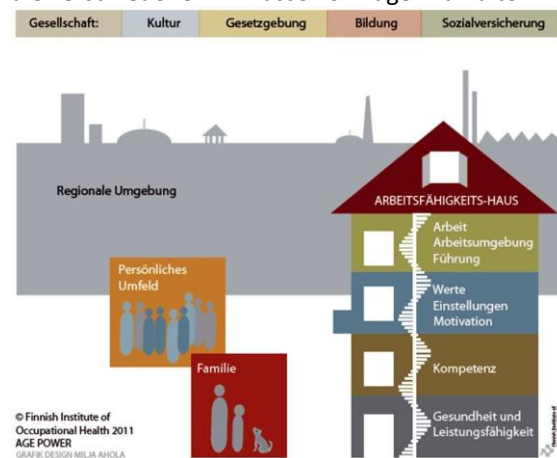 Gesellschaft: Kultur Gesetzgebung Bildung Sozialversicherung
Regionale Umgebung
ARBEITSFÄHIGKEITS-HAUS
Arbeit
Arbeitsumgebung
Führung
Persönliches
Umfeld
Werte
Einstellungen
Motivation
Familie
Kompetenz
Gesundheit und
Leistungsfähigkeit
© Finnish Institute of
Occupational Health 2011
AGE POWER
GRAFIK DESIGN MILJA AHOLA